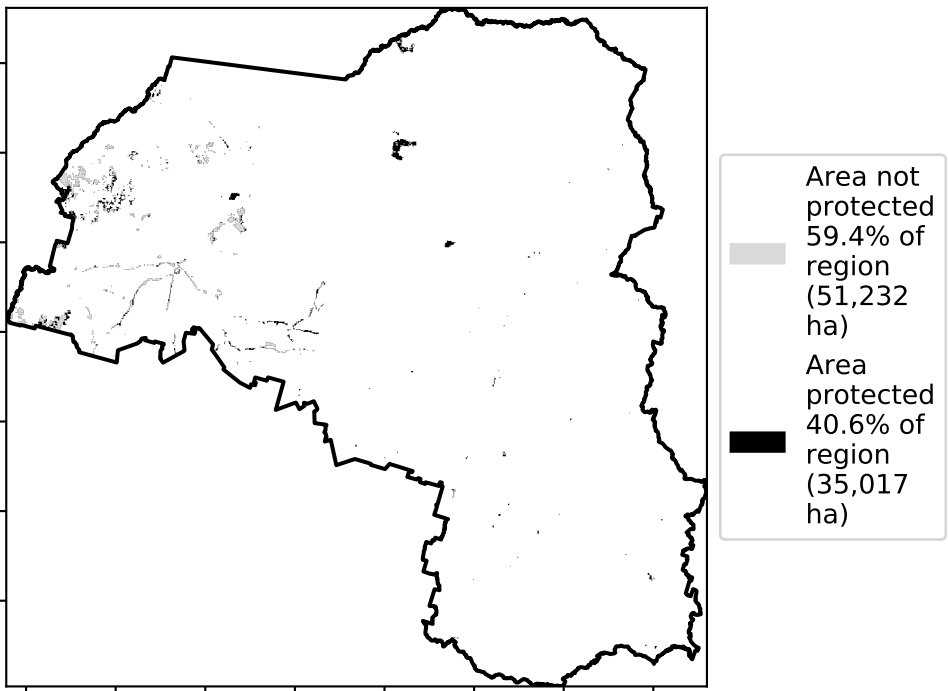 Area not
protected
59.4% of
region
(51,232
ha)
Area
protected
40.6% of
region
(35,017
ha)